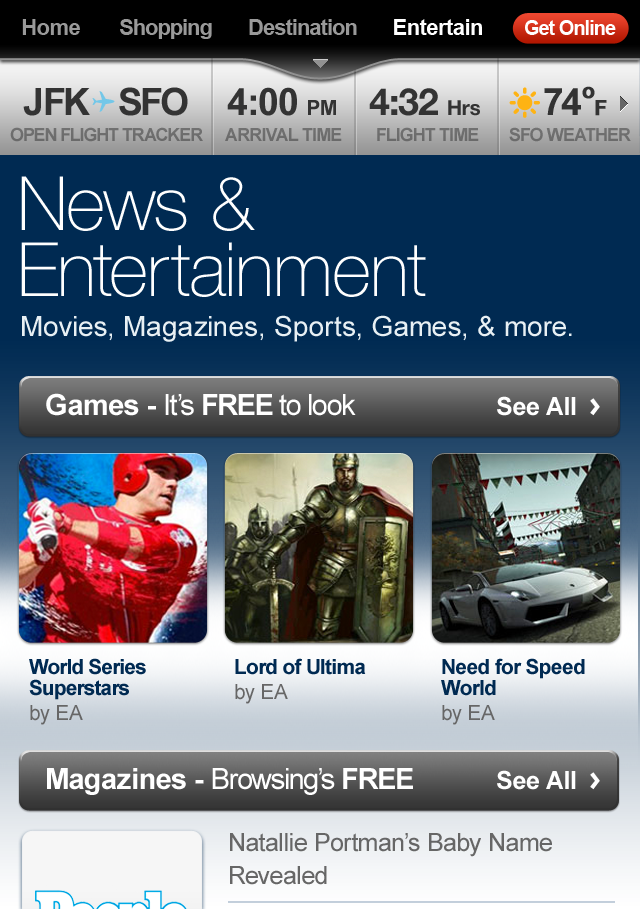 Home Shopping Destination Entertain Get Online
JFK SFO 4:00 PM 4:32 Hrs 74ºF
OPEN FLIGHT TRACKER ARRIVAL TIME FLIGHT TIME SFO WEATHER
News &
Entertainment
Movies, Magazines, Sports, Games, & more.
Games - It's FREE to look See All
World Series
Superstars
by EA
Lord of Ultima
by EA
Need for Speed
World
by EA
Magazines - Browsing's FREE See All
People
Natallie Portman's Baby Name
Revealed